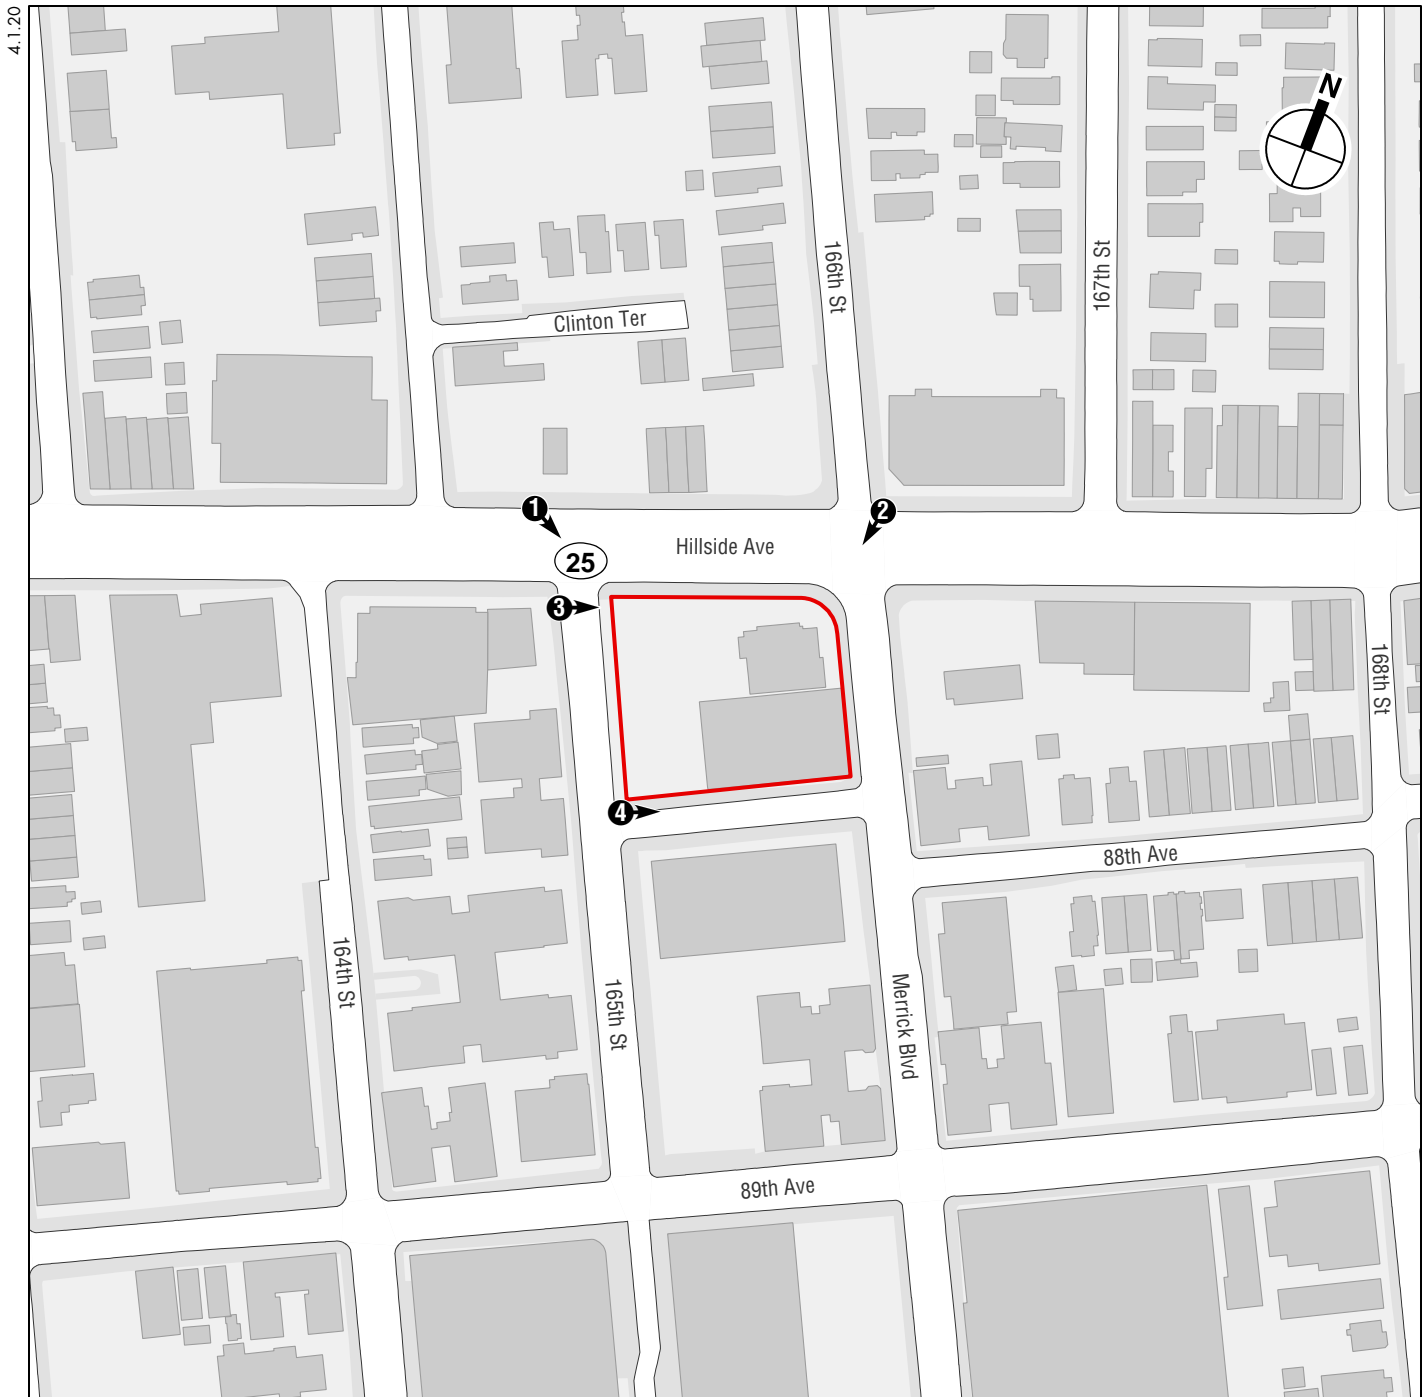 4.1.20
N
166th St
167th St
Clinton Ter
1
2
Hillside Ave
25
3
168th St
4
88th Ave
164th St
165th St
Merrick Blvd
89th Ave